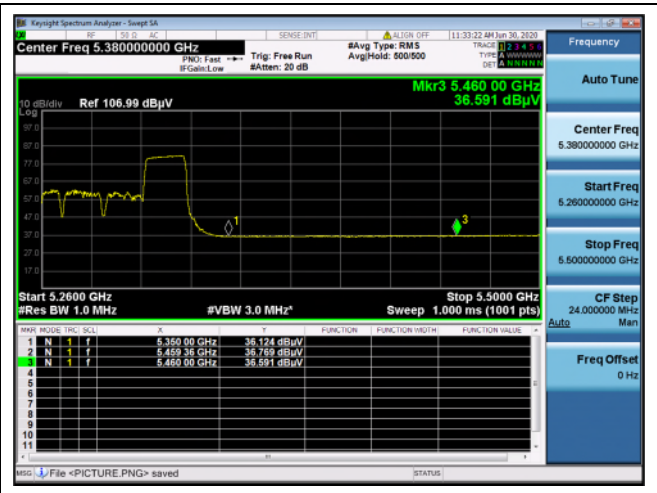 Keysight Spectrum Analyzer - Swept SA
RF 50 Ω AC SENSE:INT ALIGN OFF 11:33:22 AM Jun 30, 2020
Center Freq 5.380000000 GHz #Avg Type: RMS TRACE 1 2 3 4 5 6
PNO: Fast Trig: Free Run Avg|Hold: 500/500 TYPE A WWWWW
IFGain:Low #Atten: 20 dB DET A N N N N N
Mkr3 5.460 00 GHz
36.591 dBµV
10 dB/div Ref 106.99 dBµV
Log
97.0
87.0
77.0
67.0
57.0
47.0
37.0
27.0
17.0
1
3
Start 5.2600 GHz Stop 5.5000 GHz
#Res BW 1.0 MHz #VBW 3.0 MHz* Sweep 1.000 ms (1001 pts)
MKR MODE TRC SCL X Y FUNCTION FUNCTION WIDTH FUNCTION VALUE
1 N 1 f 5.350 00 GHz 36.124 dBµV
2 N 1 f 5.459 36 GHz 36.769 dBµV
3 N 1 f 5.460 00 GHz 36.591 dBµV
4
5
6
7
8
9
10
11
MSG File <PICTURE.PNG> saved STATUS
Frequency
Auto Tune
Center Freq
5.380000000 GHz
Start Freq
5.260000000 GHz
Stop Freq
5.500000000 GHz
CF Step
24.000000 MHz
Auto Man
Freq Offset
0 Hz